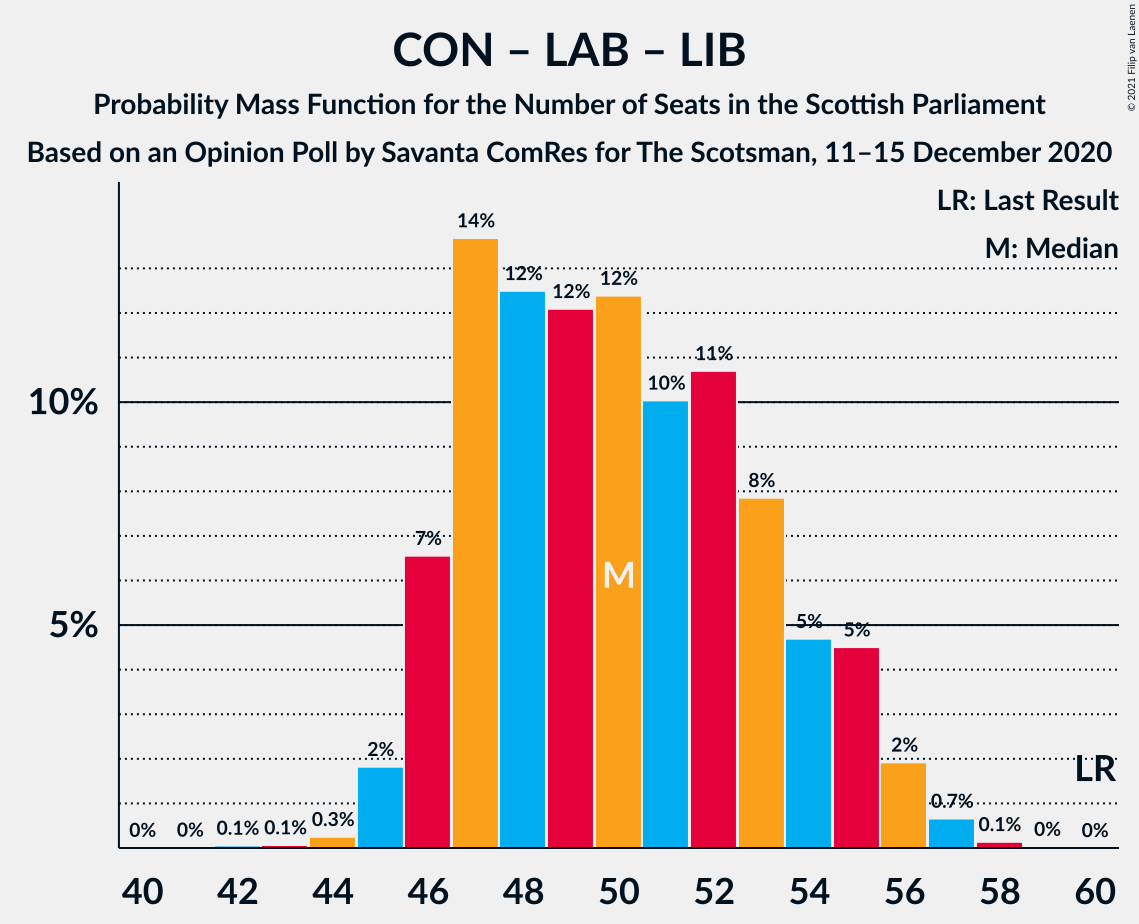 CON – LAB – LIB
Probability Mass Function for the Number of Seats in the Scottish Parliament
Based on an Opinion Poll by Savanta ComRes for The Scotsman, 11–15 December 2020
© 2021 Filip van Laenen
LR: Last Result
M: Median
10%
5%
0% 0% 0.1% 0.1% 0.3% 2% 7% 14% 12% 12% 12% 10% 11% 8% 5% 5% 2% 0.7% 0.1% 0% 0%
M
LR
40 42 44 46 48 50 52 54 56 58 60